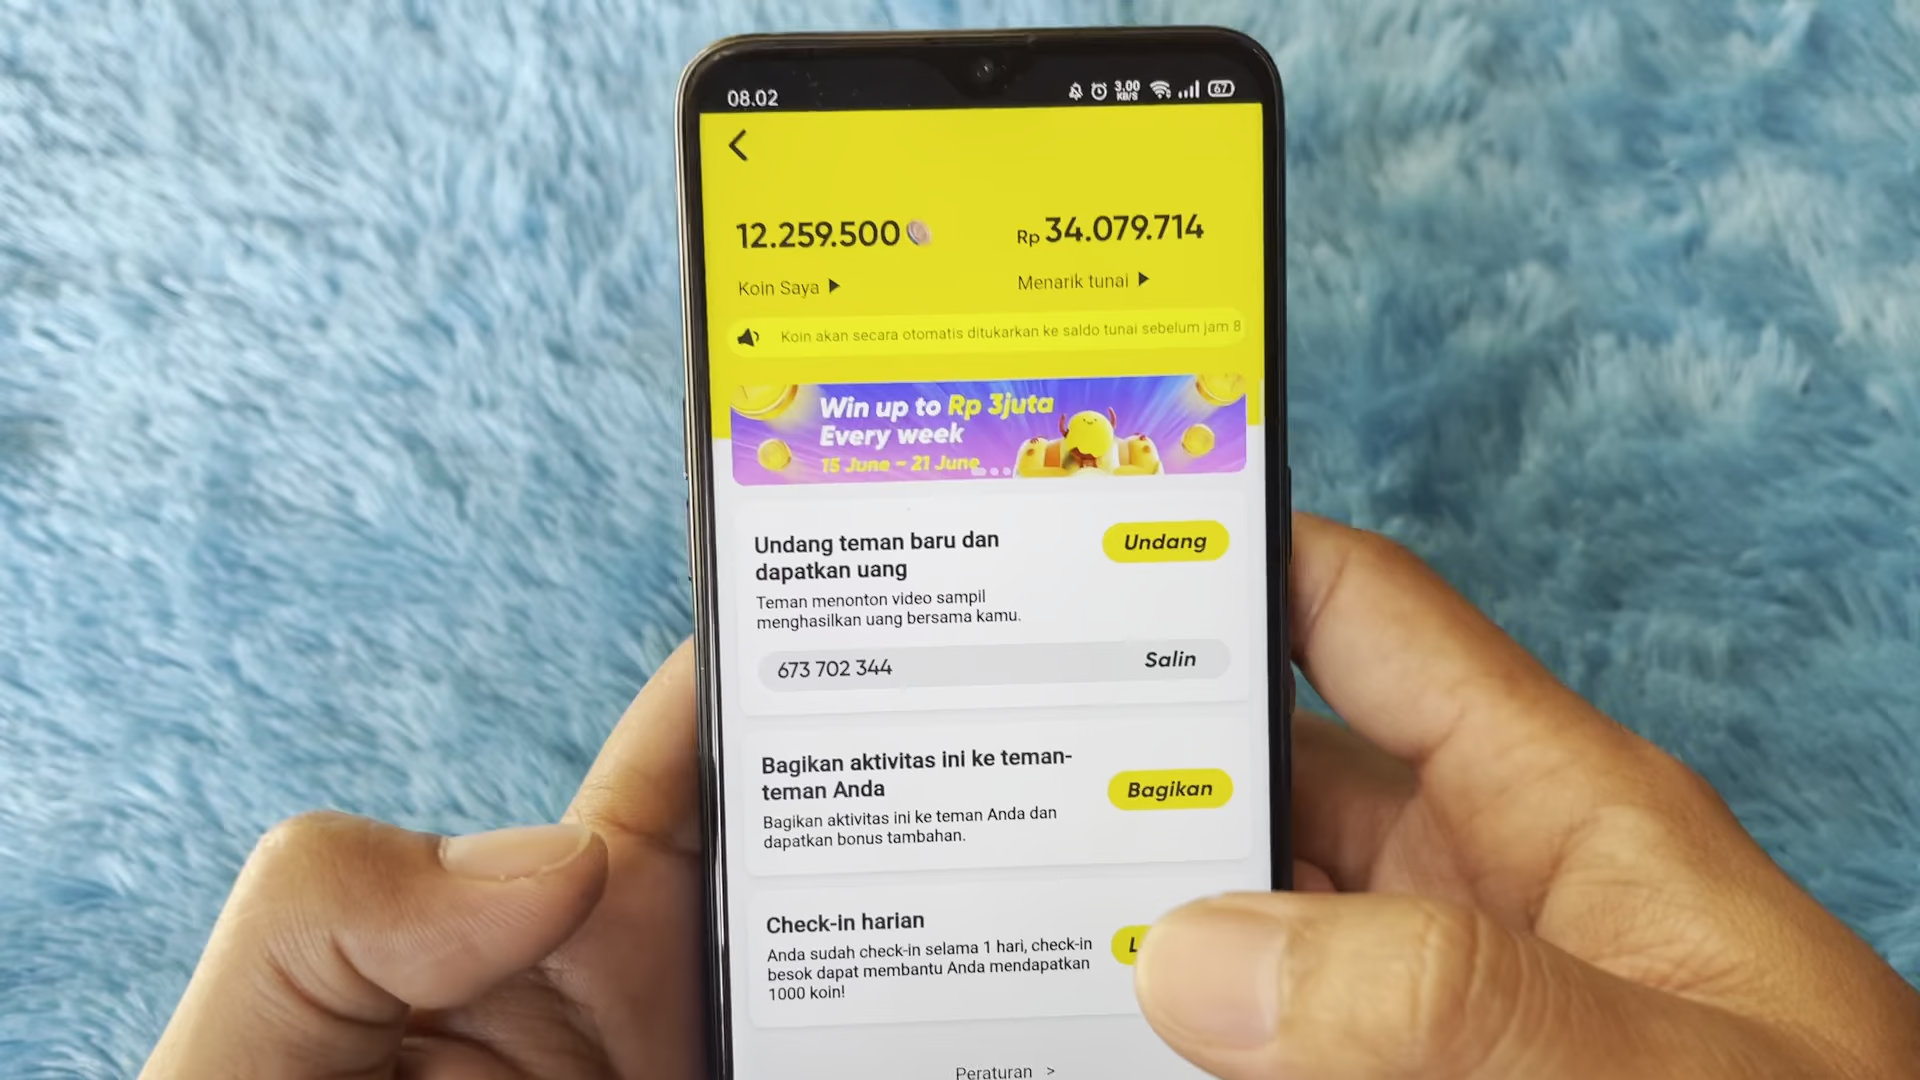 08.02
3.00
KB/S
67
12.259.500
Rp 34.079.714
Koin Saya
Menarik tunai
Koin akan secara otomatis ditukarkan ke saldo tunai sebelum jam 8
Win up to Rp 3juta
Every week
15 June - 21 June
Undang teman baru dan
dapatkan uang
Undang
Teman menonton video sampil
menghasilkan uang bersama kamu.
673 702 344
Salin
Bagikan aktivitas ini ke teman-
teman Anda
Bagikan
Bagikan aktivitas ini ke teman Anda dan
dapatkan bonus tambahan.
Check-in harian
Anda sudah check-in selama 1 hari, check-in
besok dapat membantu Anda mendapatkan
1000 koin!
Peraturan >